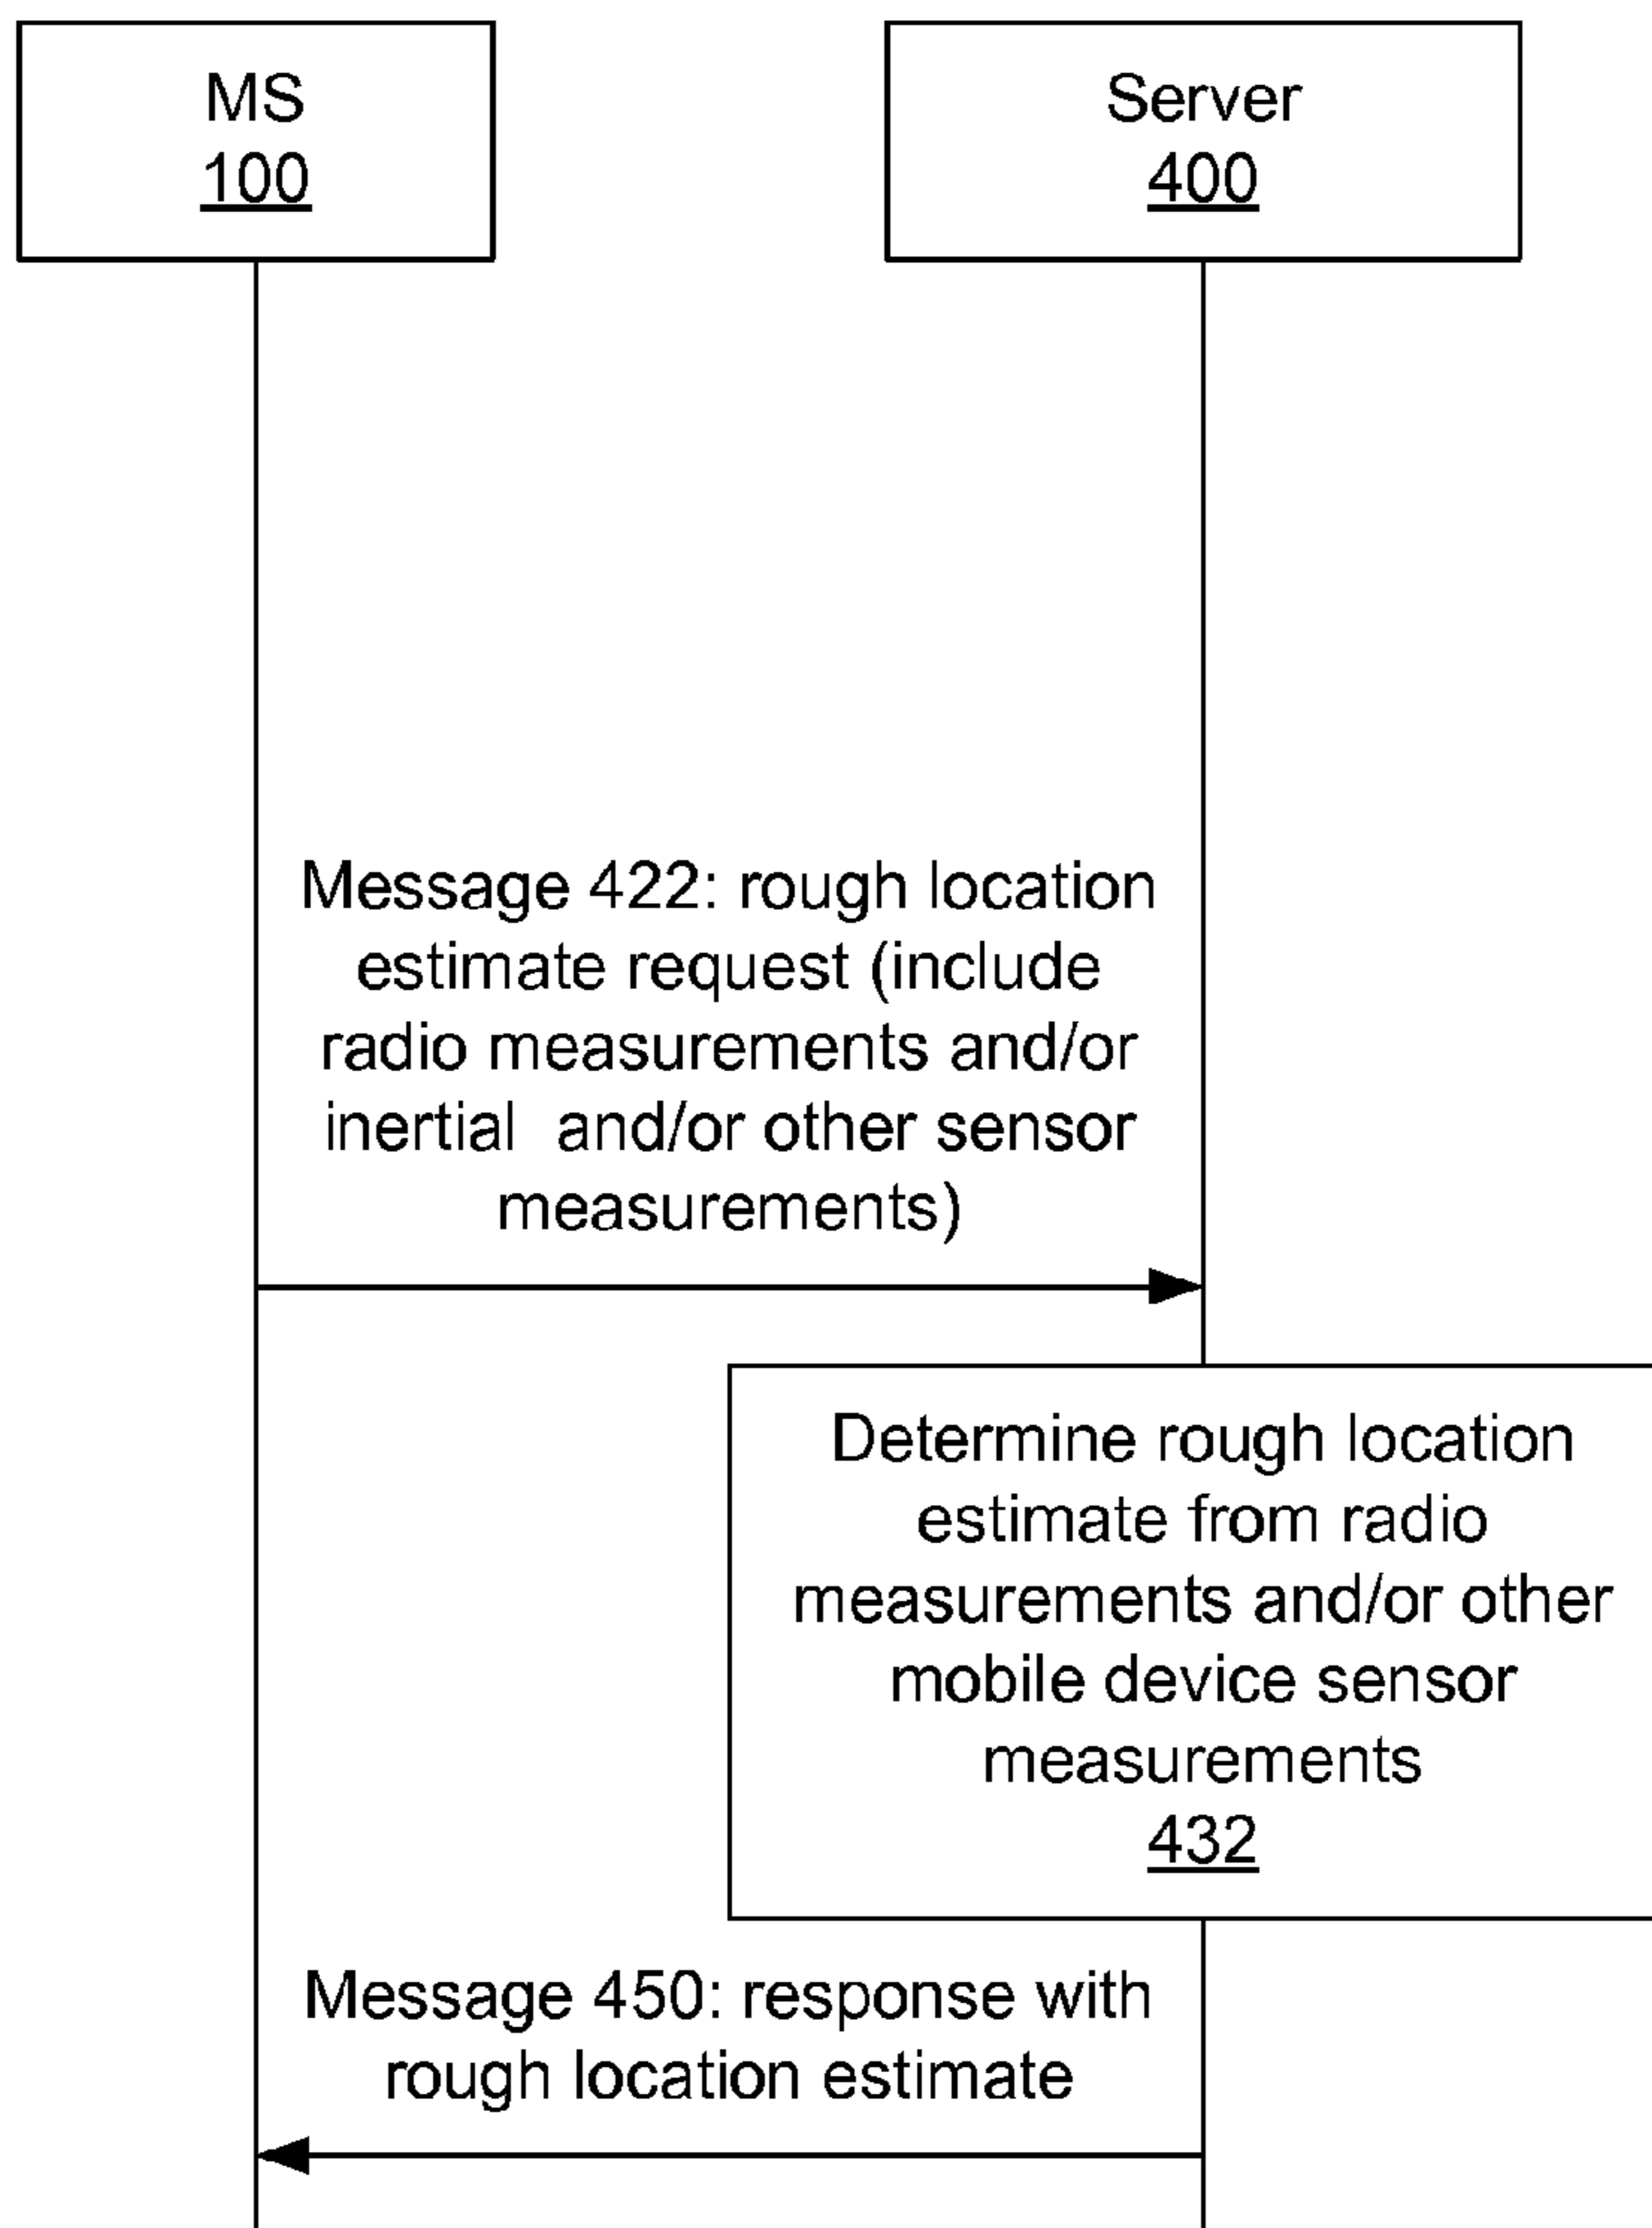 MS
100
Server
400
Message 422: rough location
estimate request (include
radio measurements and/or
inertial and/or other sensor
measurements)
Determine rough location
estimate from radio
measurements and/or other
mobile device sensor
measurements
432
Message 450: response with
rough location estimate